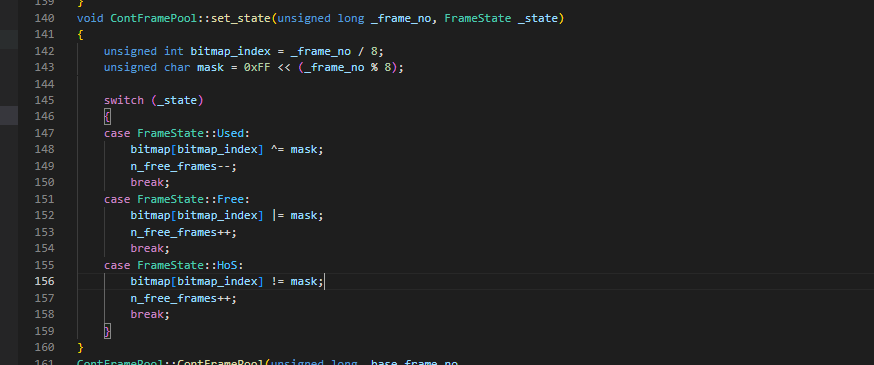 139 }
140 void ContFramePool::set_state(unsigned long _frame_no, FrameState _state)
141 {
142 unsigned int bitmap_index = _frame_no / 8;
143 unsigned char mask = 0xFF << (_frame_no % 8);
144
145 switch (_state)
146 {
147 case FrameState::Used:
148 bitmap[bitmap_index] ^= mask;
149 n_free_frames--;
150 break;
151 case FrameState::Free:
152 bitmap[bitmap_index] |= mask;
153 n_free_frames++;
154 break;
155 case FrameState::HoS:
156 bitmap[bitmap_index] != mask;
157 n_free_frames++;
158 break;
159 }
160 }
161 ContFramePool::ContFramePool(unsigned long _base_frame_no,